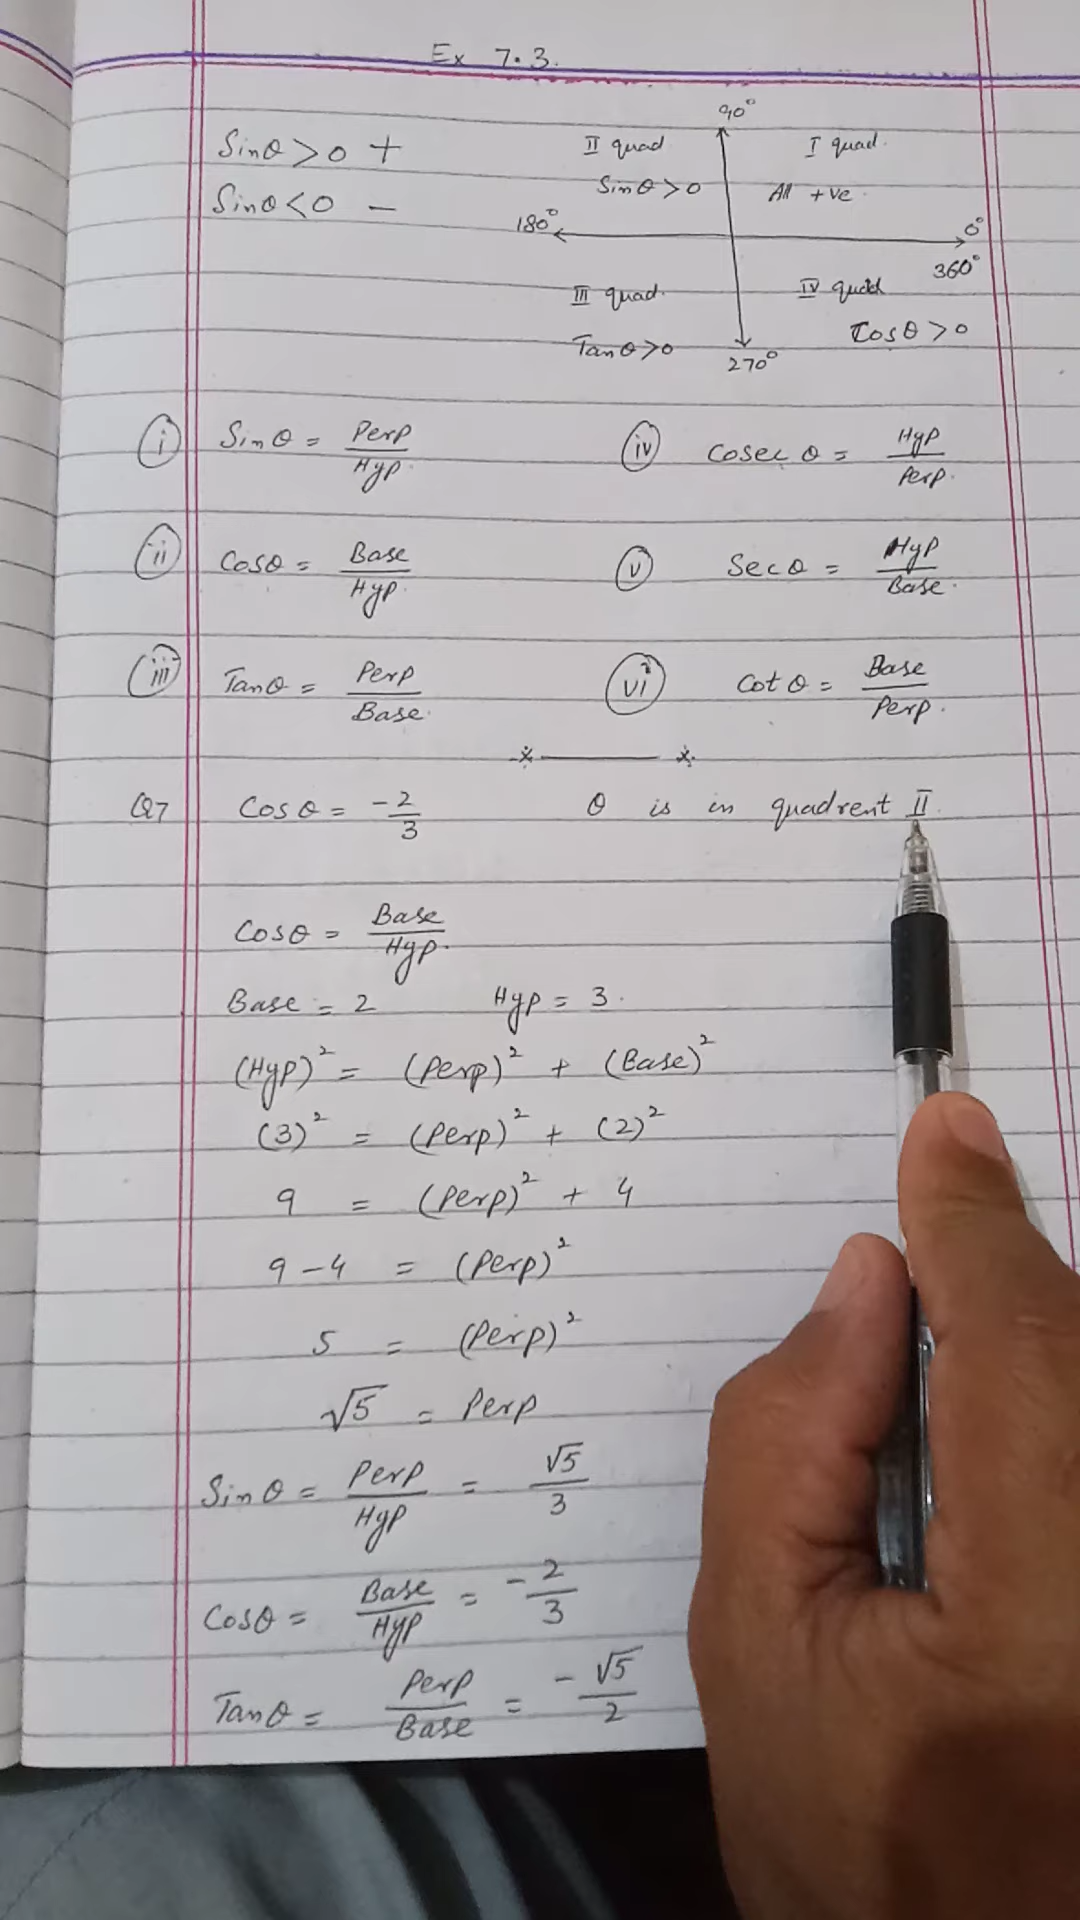 Ex 7.3.
Sinθ > 0 +
Sinθ < 0 -
90°
II quad
I quad.
Sinθ > 0
All +ve.
180°
0°
360°
III quad.
IV quad
Tanθ > 0
Cosθ > 0
270°
(i) Sinθ = Perp/Hyp.
(iv) Cosec θ = Hyp/Perp.
(ii) Cosθ = Base/Hyp.
(v) Sec θ = Hyp/Base.
(iii) Tanθ = Perp/Base.
(vi) Cot θ = Base/Perp.
Q7 Cos θ = -2/3 θ is in quadrent II.
Cosθ = Base/Hyp.
Base = 2 Hyp = 3.
(Hyp)² = (Perp)² + (Base)²
(3)² = (Perp)² + (2)²
9 = (Perp)² + 4
9 - 4 = (Perp)²
5 = (Perp)²
√5 = Perp
Sin θ = Perp/Hyp = √5/3
Cosθ = Base/Hyp = -2/3
Tanθ = Perp/Base = -√5/2